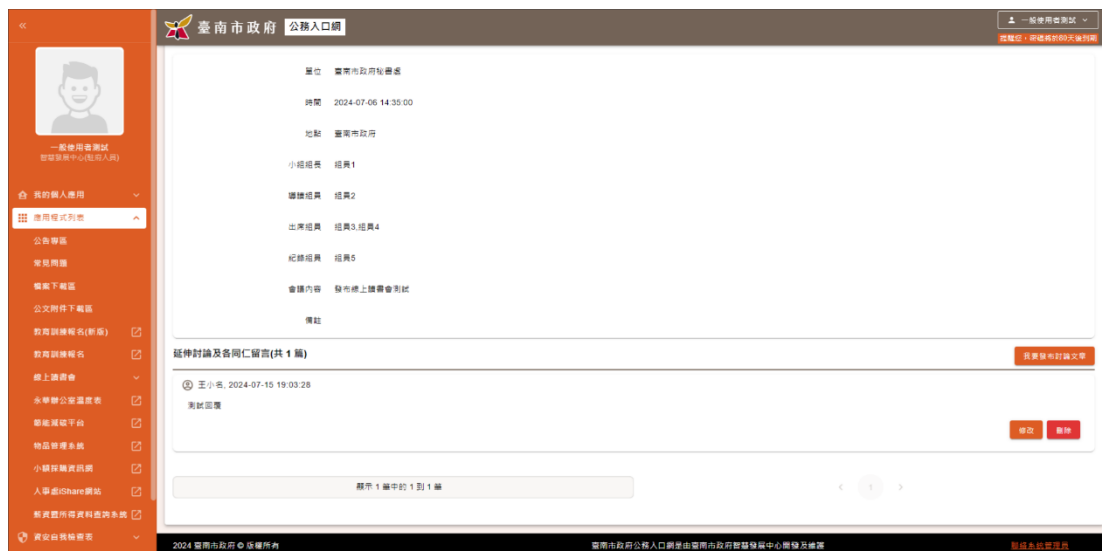 «
臺南市政府 公務入口網
一般使用者測試
提醒您，密碼將於80天後到期
一般使用者測試
智慧發展中心(駐府人員)
我的個人應用
應用程式列表
公告專區
常見問題
檔案下載區
公文附件下載區
教育訓練報名(新版)
教育訓練報名
線上讀書會
永華辦公室溫度表
節能減碳平台
物品管理系統
小額採購資訊網
人事處iShare網站
薪資暨所得資料查詢系統
資安自我檢查表
單位 臺南市政府秘書處
時間 2024-07-06 14:35:00
地點 臺南市政府
小組組長 組員1
導讀組員 組員2
出席組員 組員3,組員4
紀錄組員 組員5
會議內容 發布線上讀書會測試
備註
延伸討論及各同仁留言(共 1 篇)
我要發布討論文章
王小名, 2024-07-15 19:03:28
測試回覆
修改 刪除
顯示 1 筆中的 1 到 1 筆
‹ 1 ›
2024 臺南市政府 © 版權所有
臺南市政府公務入口網是由臺南市政府智慧發展中心開發及維護
聯絡系統管理員